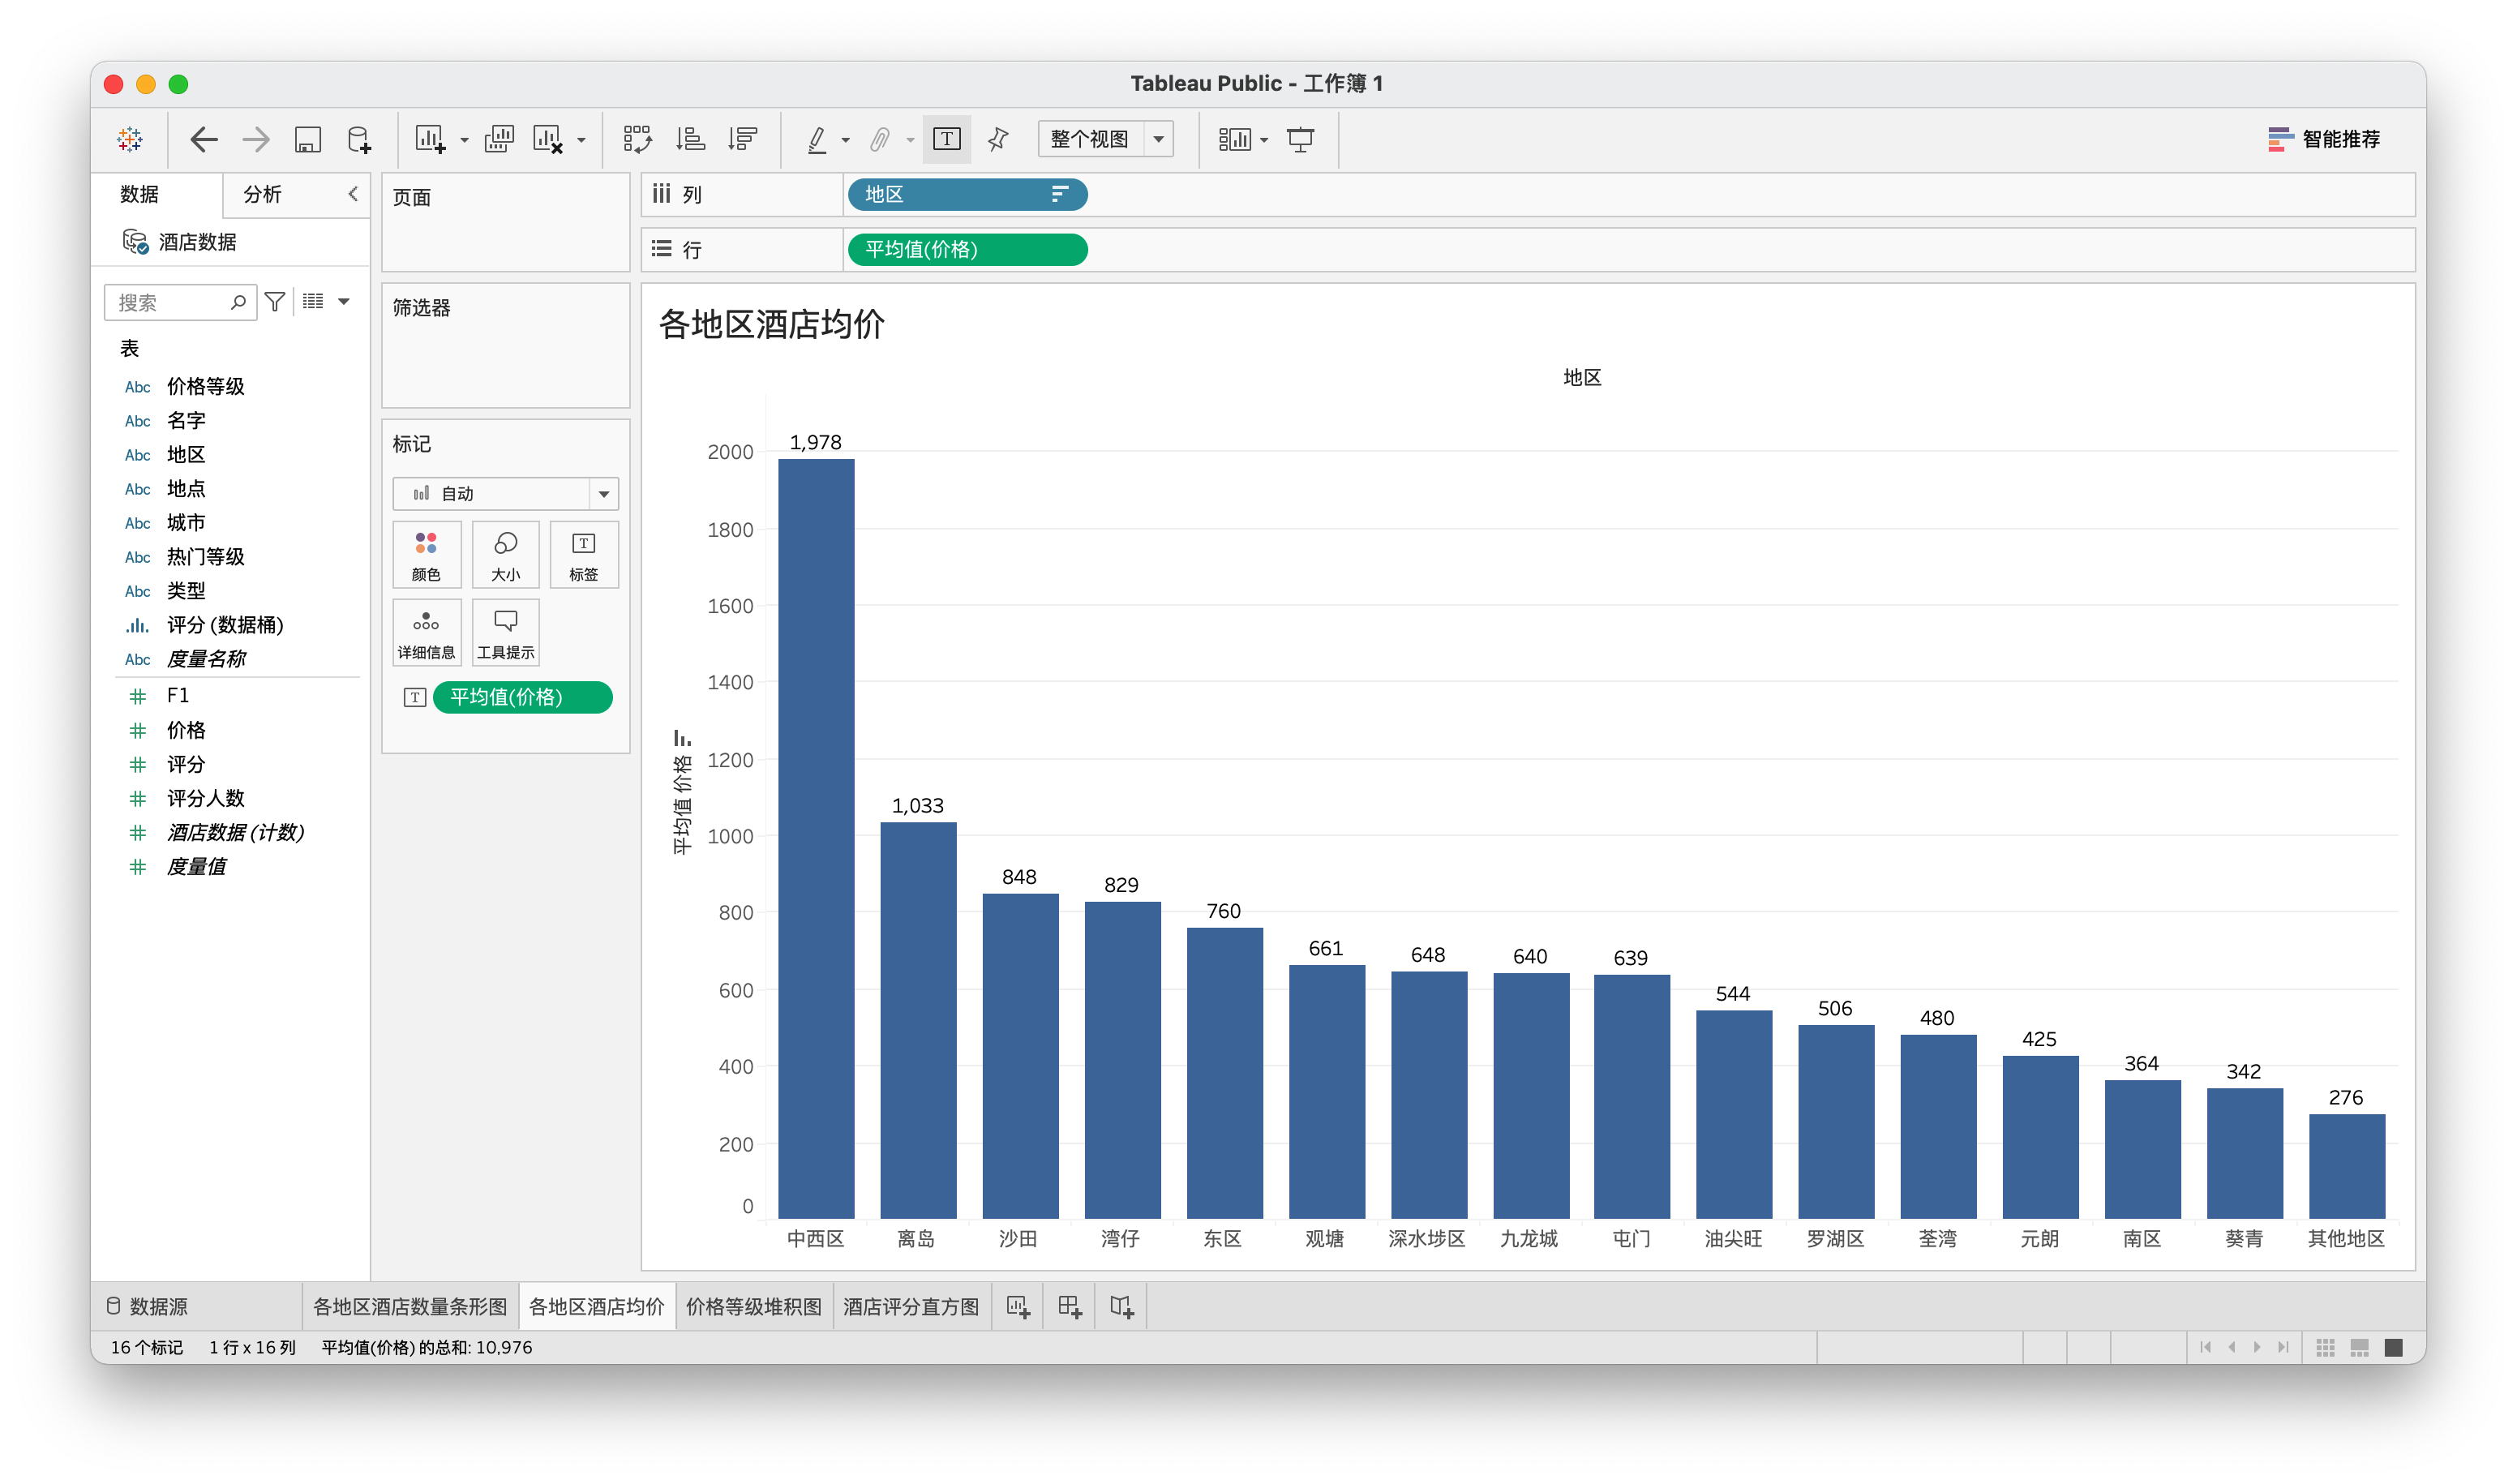 Tableau Public - 工作簿 1
整个视图
智能推荐
数据
分析
酒店数据
搜索
表
Abc 价格等级
Abc 名字
Abc 地区
Abc 地点
Abc 城市
Abc 热门等级
Abc 类型
评分 (数据桶)
Abc 度量名称
# F1
# 价格
# 评分
# 评分人数
# 酒店数据 (计数)
# 度量值
页面
筛选器
标记
自动
颜色
大小
T 标签
详细信息
工具提示
T 平均值(价格)
列
地区
行
平均值(价格)
各地区酒店均价
地区
平均值 价格
2000
1800
1600
1400
1200
1000
800
600
400
200
0
1,978
1,033
848
829
760
661
648
640
639
544
506
480
425
364
342
276
中西区
离岛
沙田
湾仔
东区
观塘
深水埗区
九龙城
屯门
油尖旺
罗湖区
荃湾
元朗
南区
葵青
其他地区
数据源
各地区酒店数量条形图
各地区酒店均价
价格等级堆积图
酒店评分直方图
16 个标记 1 行 x 16 列 平均值(价格) 的总和: 10,976